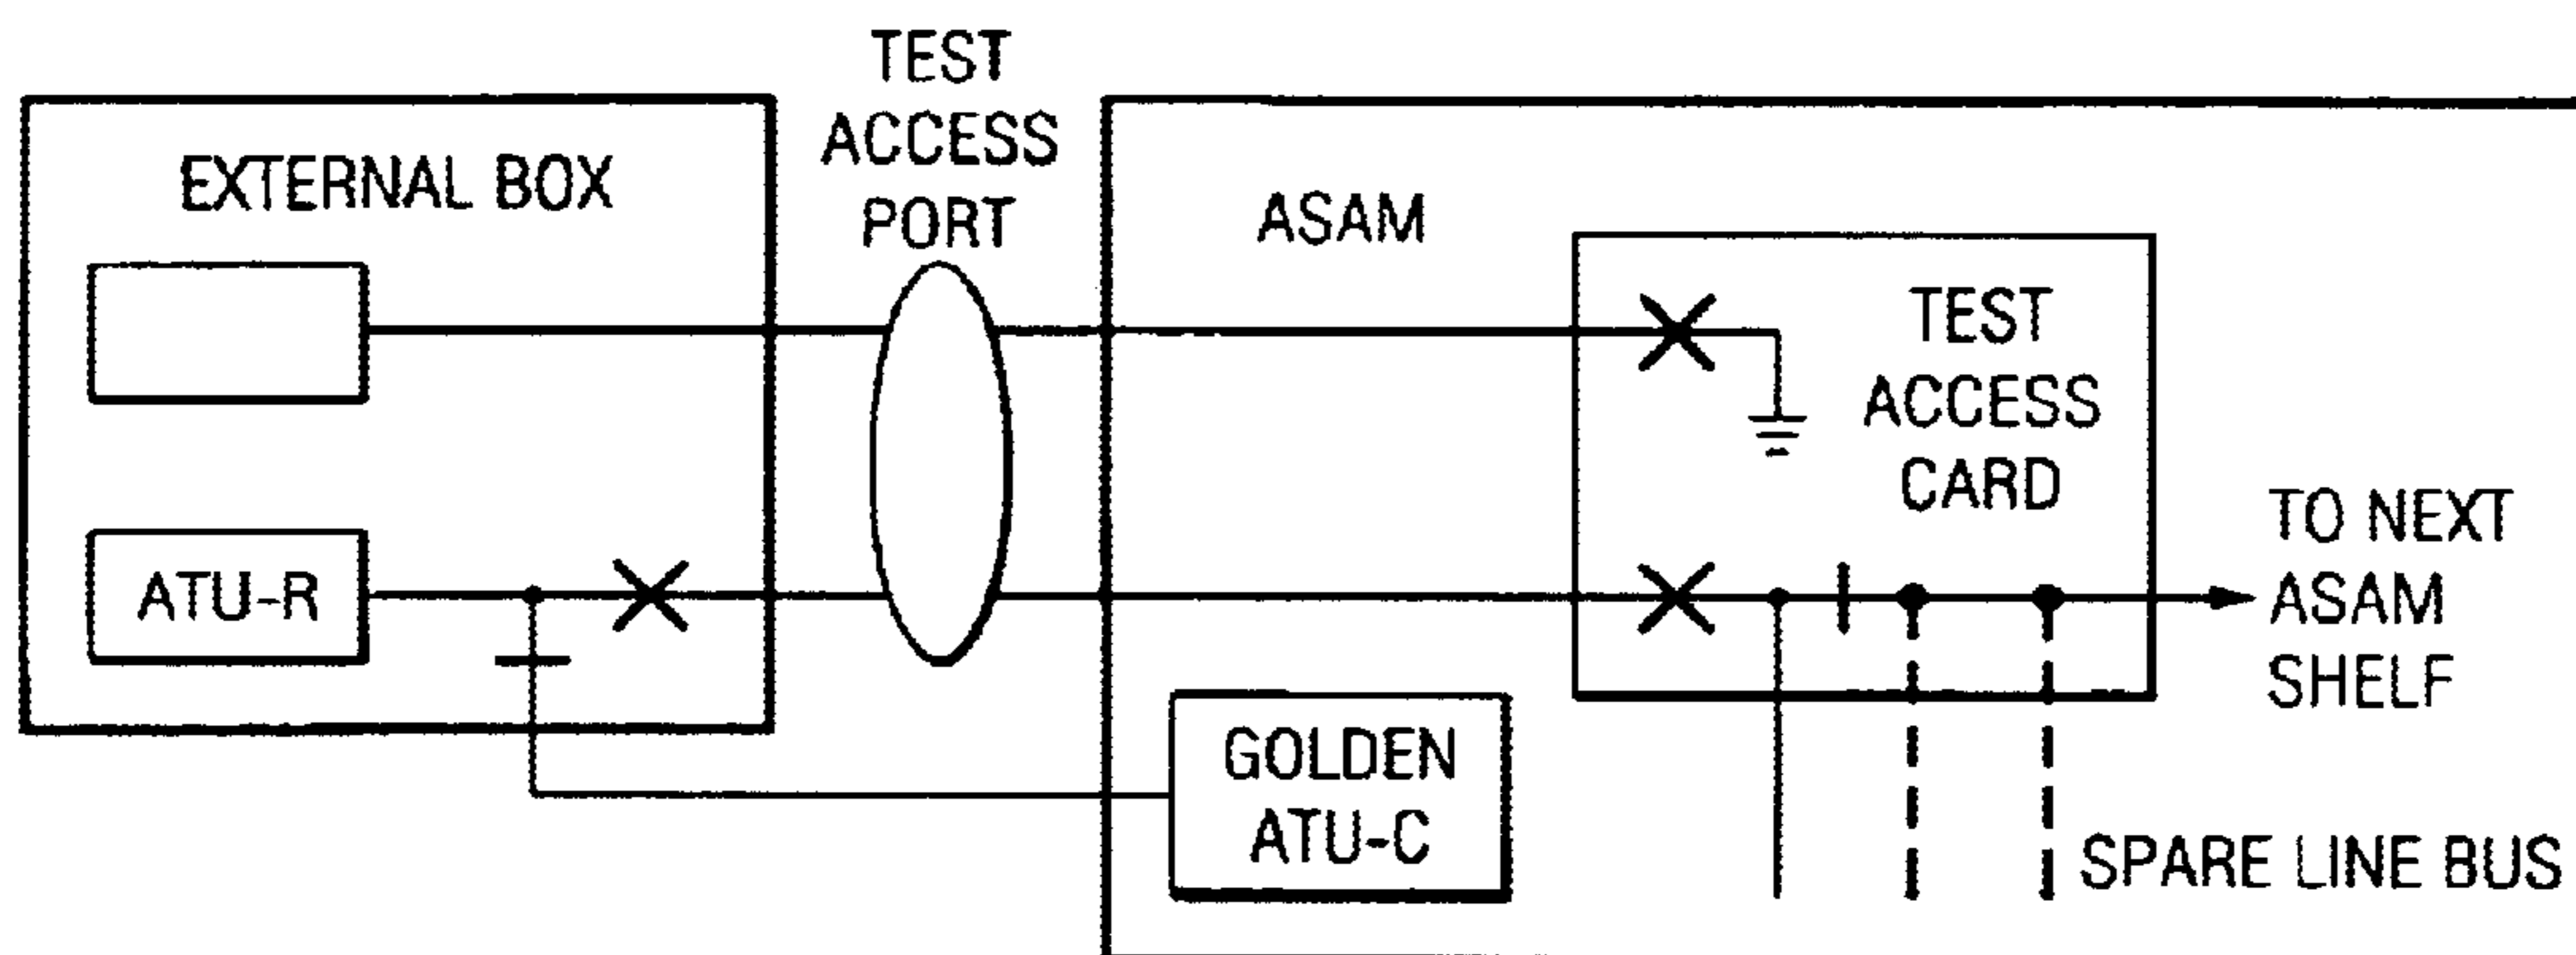 TEST
ACCESS
PORT
EXTERNAL BOX
ASAM
TEST
ACCESS
CARD
ATU-R
TO NEXT
ASAM
SHELF
GOLDEN
ATU-C
SPARE LINE BUS